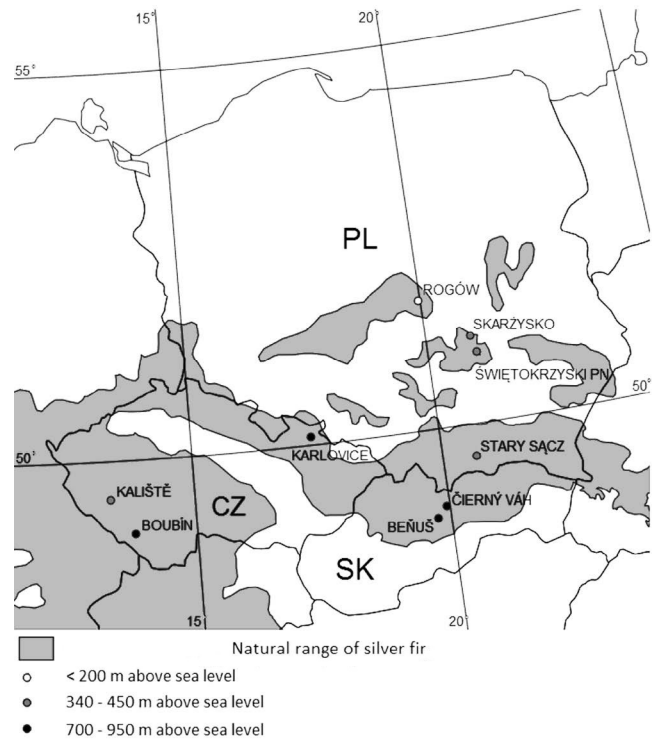 15°
20°
55°
PL
ROGÓW
SKARŻYSKO
ŚWIĘTOKRZYSKI PN
50°
50°
KARLOVICE
STARY SĄCZ
KALIŠTĚ
CZ
ČIERNÝ VÁH
BOUBÍN
BEŇUŠ
SK
15
20°
Natural range of silver fir
< 200 m above sea level
340 - 450 m above sea level
700 - 950 m above sea level